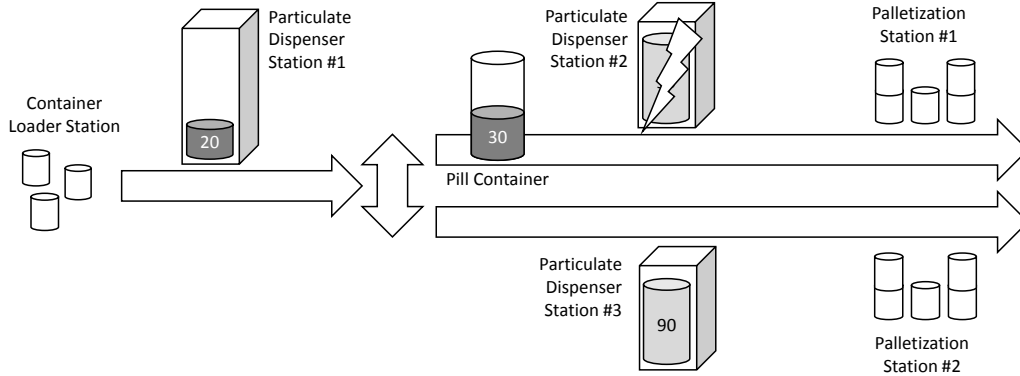 Particulate
Dispenser
Station #1
20
Container
Loader Station
30
Pill Container
Particulate
Dispenser
Station #2
Palletization
Station #1
Particulate
Dispenser
Station #3
90
Palletization
Station #2